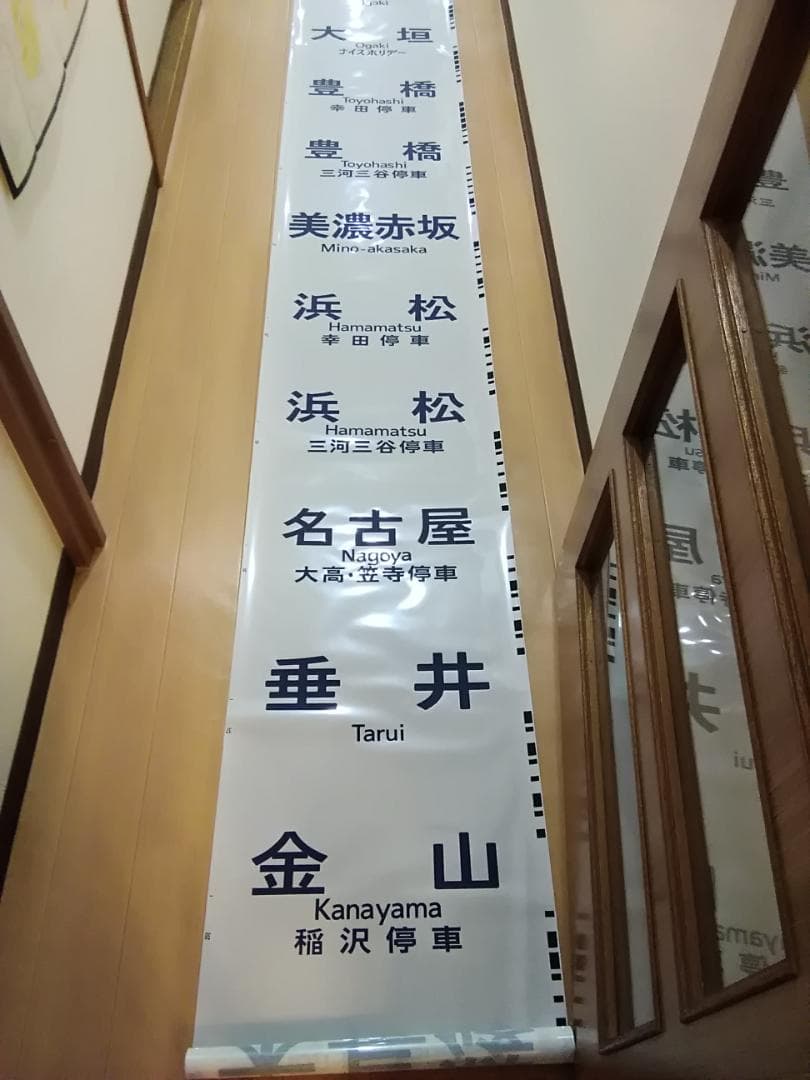 大垣
Ogaki
ナイスホリデー
豊橋
Toyohashi
幸田停車
豊橋
Toyohashi
三河三谷停車
美濃赤坂
Mino-akasaka
浜松
Hamamatsu
幸田停車
浜松
Hamamatsu
三河三谷停車
名古屋
Nagoya
大高・笠寺停車
垂井
Tarui
金山
Kanayama
稲沢停車